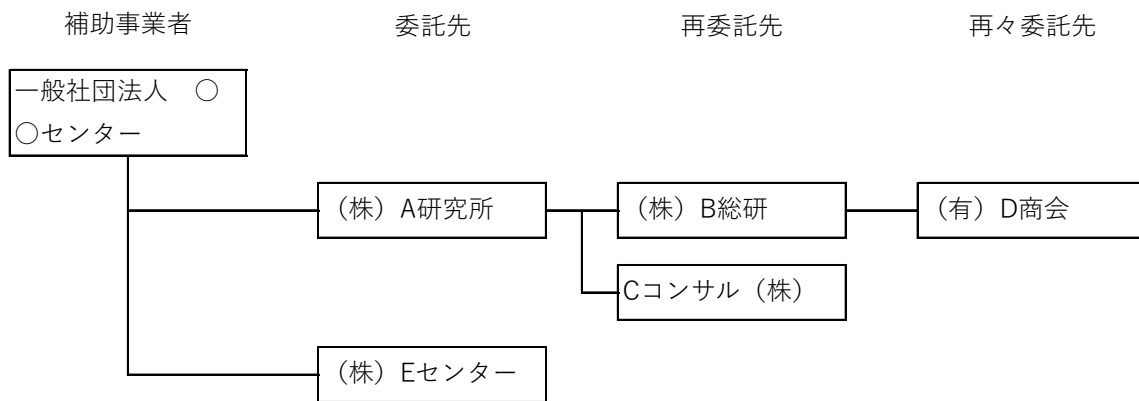 補助事業者 委託先 再委託先 再々委託先
一般社団法人　○
○センター
（株）A研究所
（株）B総研
（有）D商会
Cコンサル（株）
（株）Eセンター